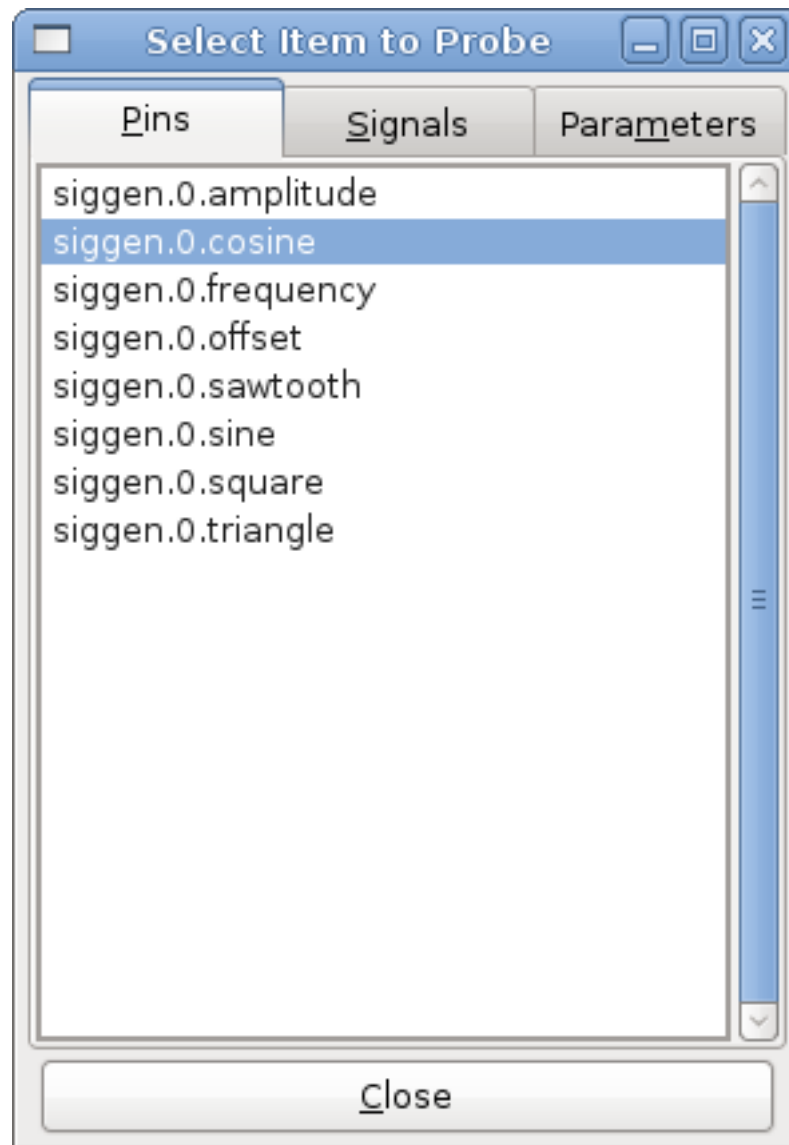 Select Item to Probe
Pins Signals Parameters
siggen.0.amplitude
siggen.0.cosine
siggen.0.frequency
siggen.0.offset
siggen.0.sawtooth
siggen.0.sine
siggen.0.square
siggen.0.triangle
Close